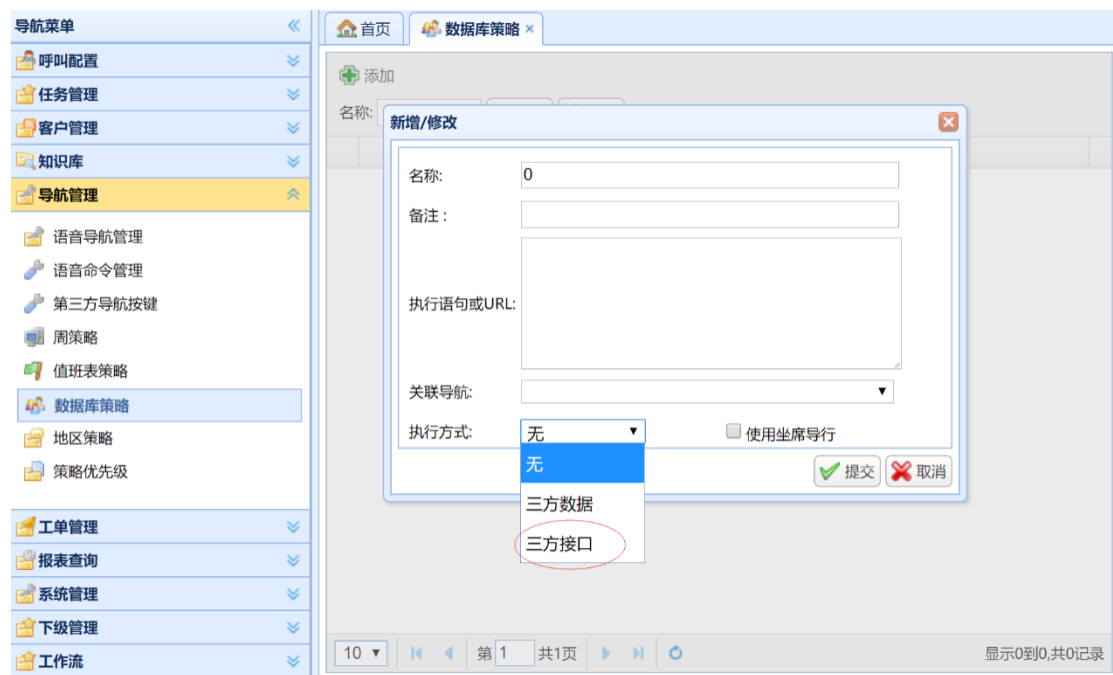 导航菜单
呼叫配置
任务管理
客户管理
知识库
导航管理
语音导航管理
语音命令管理
第三方导航按键
周策略
值班表策略
数据库策略
地区策略
策略优先级
工单管理
报表查询
系统管理
下级管理
工作流
首页 数据库策略
添加
名称:
新增/修改
名称: 0
备注 :
执行语句或URL:
关联导航:
执行方式: 无 使用坐席导行
无
三方数据
三方接口
提交 取消
10 第 1 共1页 显示0到0,共0记录